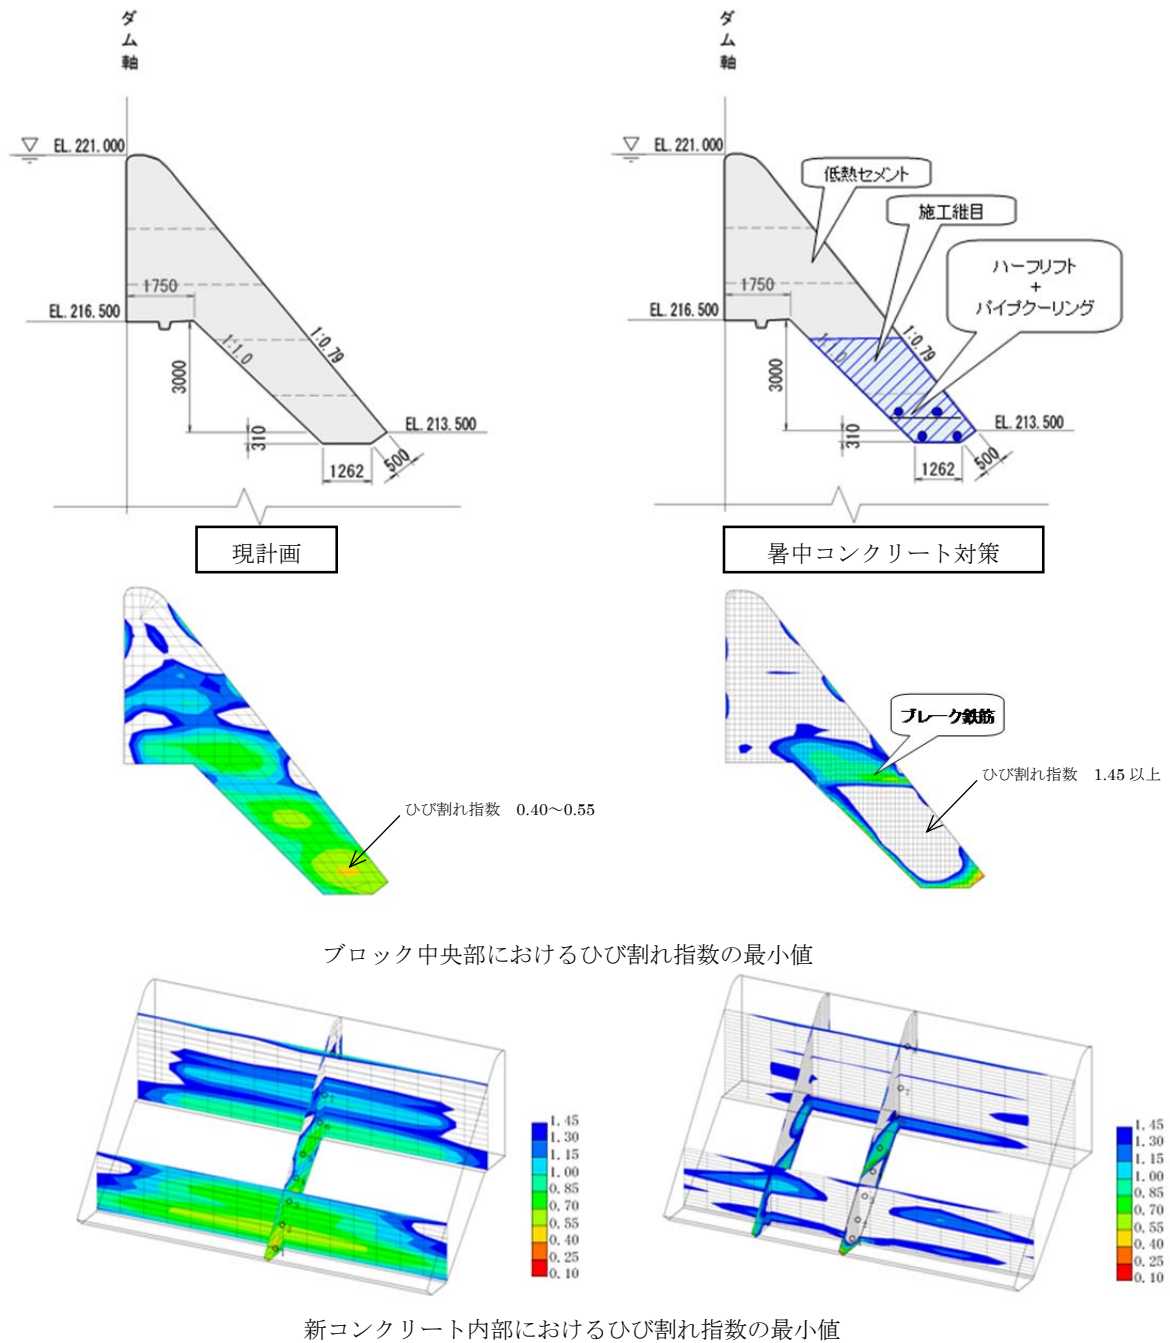 ダム軸
EL.221.000
1750
EL.216.500
1:1.0
1:0.79
3000
310
EL.213.500
1262
500
現計画
ダム軸
EL.221.000
低熱セメント
施工継目
ハーフリフト
+
パイプクーリング
1750
EL.216.500
1:1.0
1:0.79
3000
310
EL.213.500
1262
500
暑中コンクリート対策
ひび割れ指数 0.40~0.55
ブレーク鉄筋
ひび割れ指数 1.45 以上
ブロック中央部におけるひび割れ指数の最小値
1.45
1.30
1.15
1.00
0.85
0.70
0.55
0.40
0.25
0.10
1.45
1.30
1.15
1.00
0.85
0.70
0.55
0.40
0.25
0.10
新コンクリート内部におけるひび割れ指数の最小値